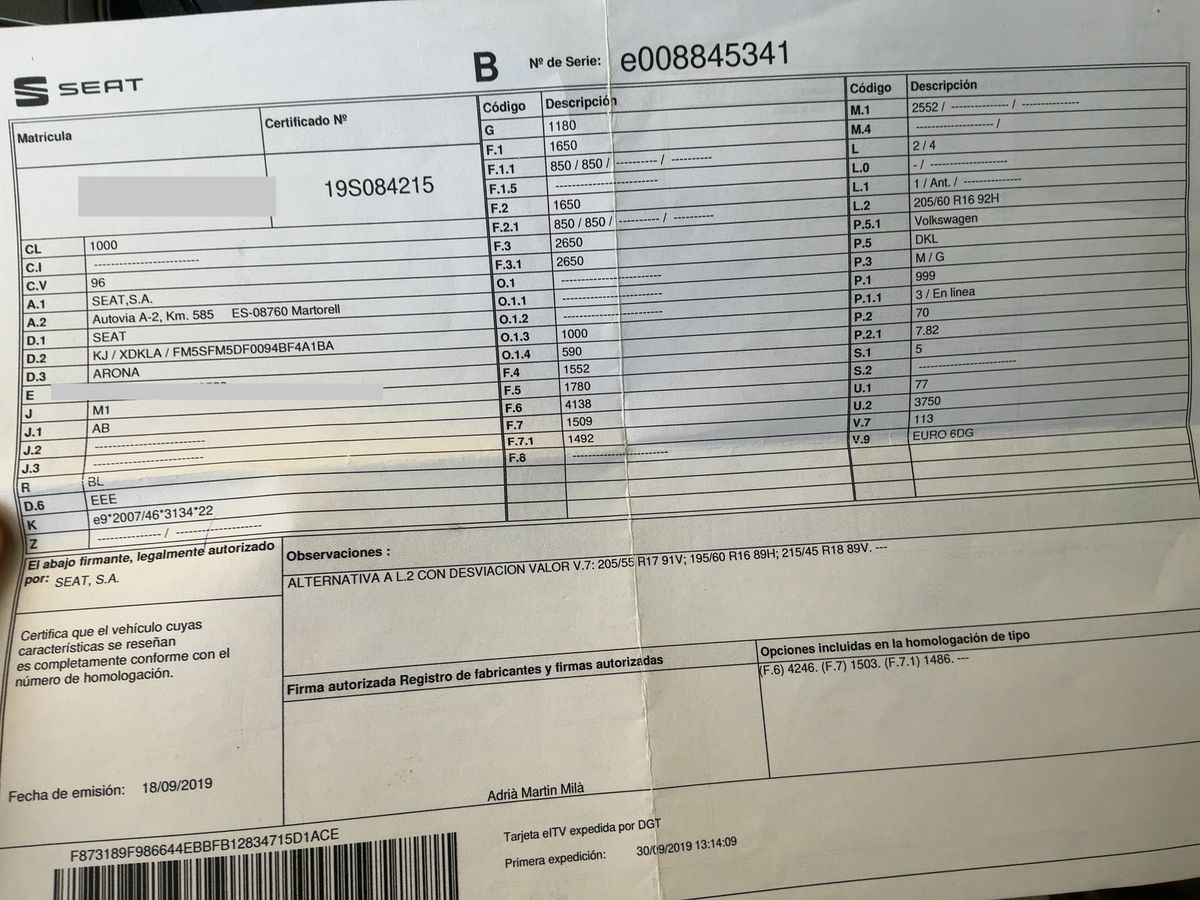 SEAT
B Nº de Serie: e008845341
Matrícula
Certificado Nº
19S084215
CL 1000
C.I --------------------------
C.V 96
A.1 SEAT,S.A.
A.2 Autovia A-2, Km. 585 ES-08760 Martorell
D.1 SEAT
D.2 KJ / XDKLA / FM5SFM5DF0094BF4A1BA
D.3 ARONA
E
J M1
J.1 AB
J.2 ---------------------------
J.3 ---------------------------
R BL
D.6 EEE
K e9*2007/46*3134*22
Z --------------- / --------------------
Código Descripción
G 1180
F.1 1650
F.1.1 850 / 850 / ---------- / ----------
F.1.5 -------------------------
F.2 1650
F.2.1 850 / 850 / ---------- / ----------
F.3 2650
F.3.1 2650
O.1 -------------------------
O.1.1 -------------------------
O.1.2 -------------------------
O.1.3 1000
O.1.4 590
F.4 1552
F.5 1780
F.6 4138
F.7 1509
F.7.1 1492
F.8 ------------------------
Código Descripción
M.1 2552 / -------------- / --------------
M.4 -------------------- /
L 2 / 4
L.0 - / -------------------
L.1 1 / Ant. / --------------
L.2 205/60 R16 92H
P.5.1 Volkswagen
P.5 DKL
P.3 M / G
P.1 999
P.1.1 3 / En linea
P.2 70
P.2.1 7.82
S.1 5
S.2 ------------------------
U.1 77
U.2 3750
V.7 113
V.9 EURO 6DG
El abajo firmante, legalmente autorizado
por: SEAT, S.A.
Certifica que el vehículo cuyas
características se reseñan
es completamente conforme con el
número de homologación.
Fecha de emisión: 18/09/2019
Observaciones :
ALTERNATIVA A L.2 CON DESVIACION VALOR V.7: 205/55 R17 91V; 195/60 R16 89H; 215/45 R18 89V. ---
Firma autorizada Registro de fabricantes y firmas autorizadas
Adrià Martin Milà
Opciones incluidas en la homologación de tipo
(F.6) 4246. (F.7) 1503. (F.7.1) 1486. ---
F873189F986644EBBFB12834715D1ACE
Tarjeta eITV expedida por DGT
Primera expedición: 30/09/2019 13:14:09